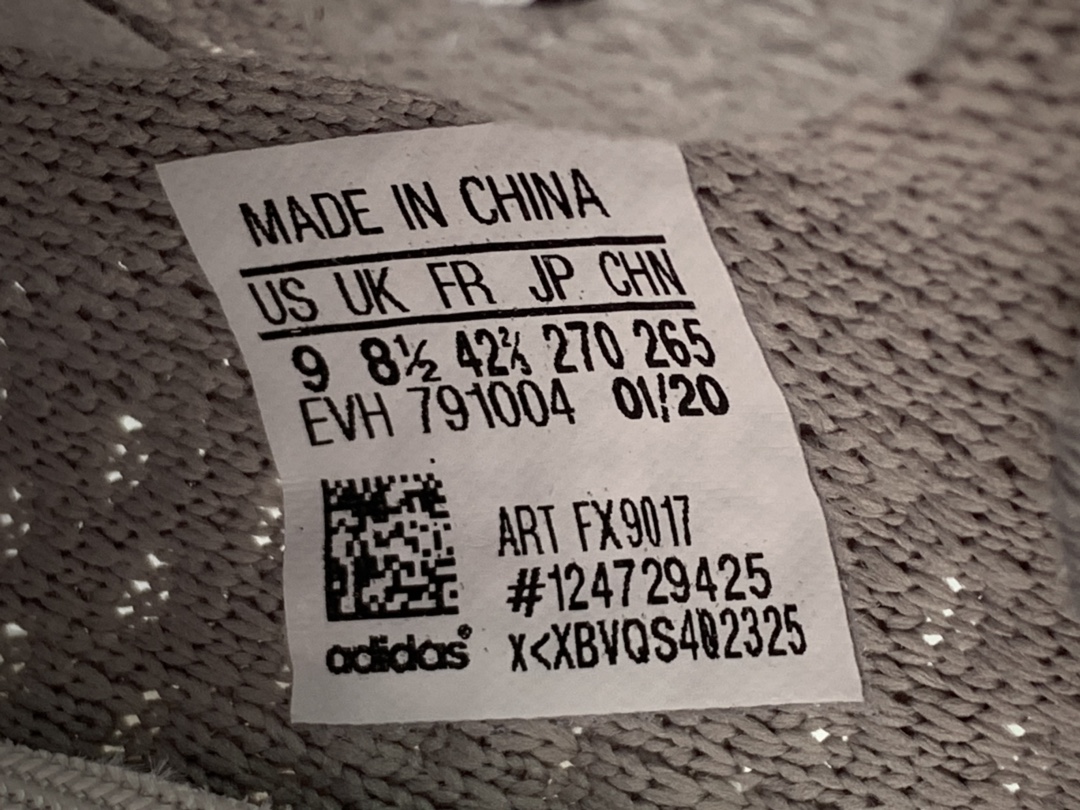 MADE IN CHINA
US UK FR JP CHN
9 8½ 42⅔ 270 265
EVH 791004 01/20
ART FX9017
#124729425
adidas® x<XBVQS402325